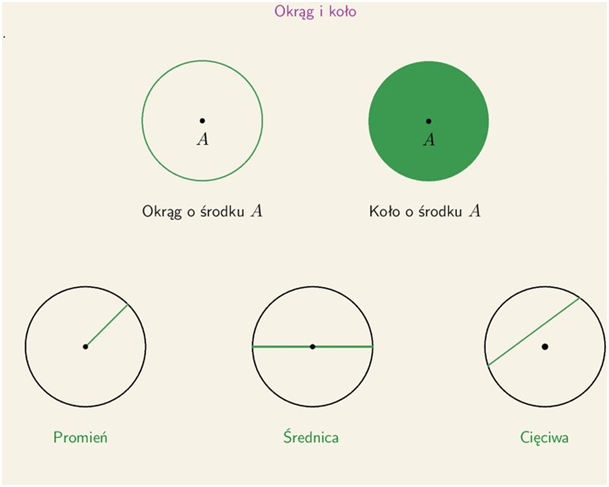 Okrąg i koło
A
A
Okrąg o środku A
Koło o środku A
Promień
Średnica
Cięciwa